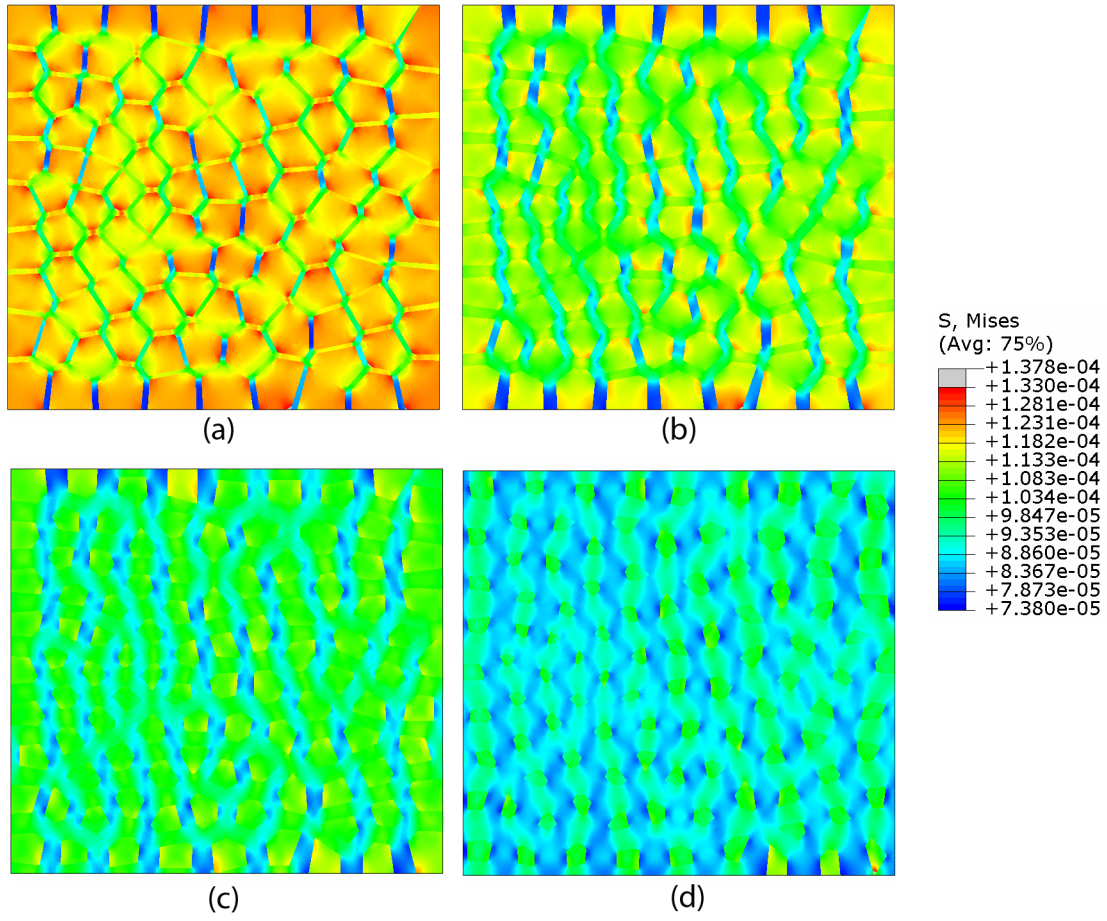 (a)
(b)
S, Mises
(Avg: 75%)
+1.378e-04
+1.330e-04
+1.281e-04
+1.231e-04
+1.182e-04
+1.133e-04
+1.083e-04
+1.034e-04
+9.847e-05
+9.353e-05
+8.860e-05
+8.367e-05
+7.873e-05
+7.380e-05
(c)
(d)